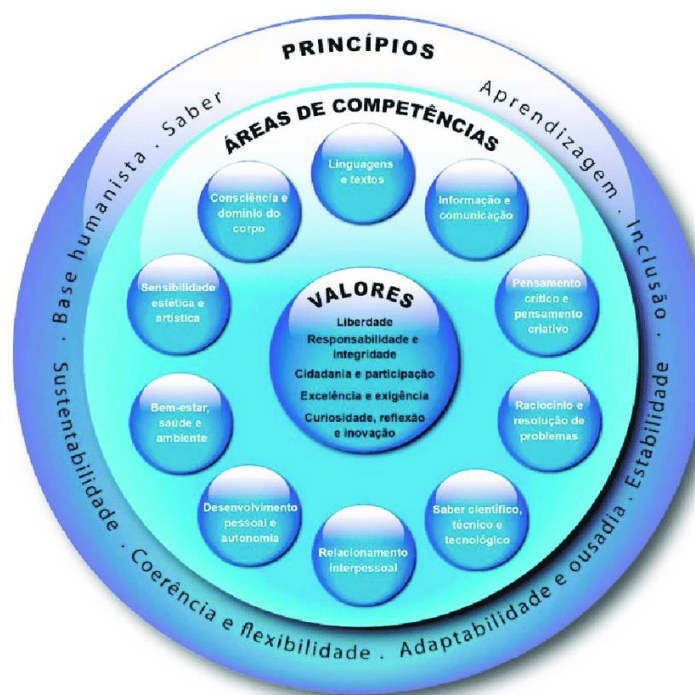 PRINCÍPIOS
Base humanista . Saber
Aprendizagem . Inclusão .
Estabilidade
Adaptabilidade e ousadia .
Coerência e flexibilidade .
Sustentabilidade .
ÁREAS DE COMPETÊNCIAS
Linguagens
e textos
Informação e
comunicação
Pensamento
crítico e
pensamento
criativo
Raciocínio e
resolução de
problemas
Saber científico,
técnico e
tecnológico
Relacionamento
interpessoal
Desenvolvimento
pessoal e
autonomia
Bem-estar,
saúde e
ambiente
Sensibilidade
estética e
artística
Consciência e
domínio do
corpo
VALORES
Liberdade
Responsabilidade e
integridade
Cidadania e participação
Excelência e exigência
Curiosidade, reflexão
e inovação